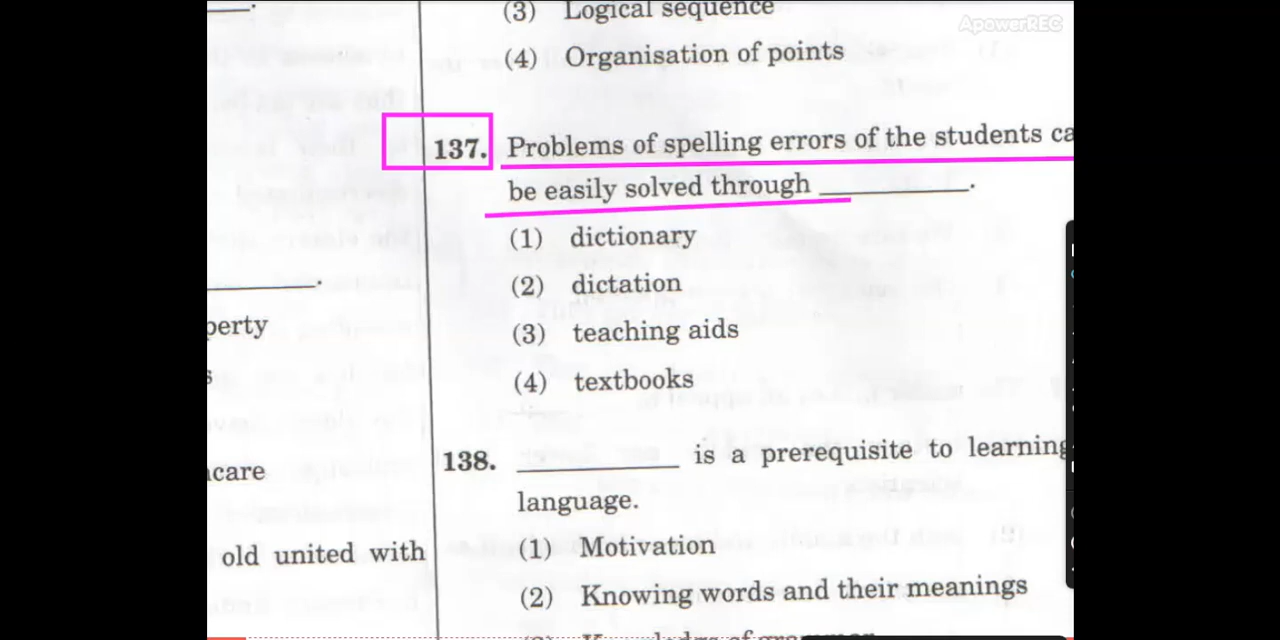 (3) Logical sequence
(4) Organisation of points
ApowerREC
137. Problems of spelling errors of the students ca
be easily solved through ________.
(1) dictionary
(2) dictation
(3) teaching aids
(4) textbooks
138. ________ is a prerequisite to learning
language.
(1) Motivation
(2) Knowing words and their meanings
perty
care
old united with